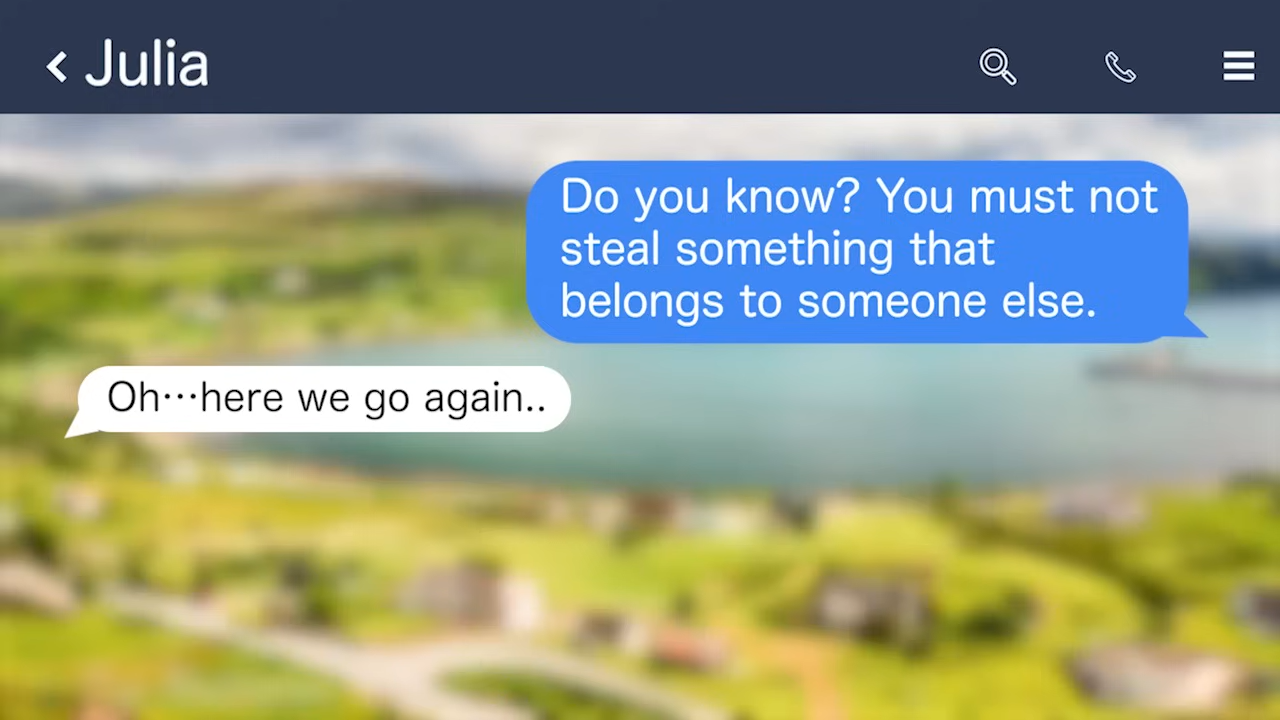 Julia
Do you know? You must not
steal something that
belongs to someone else.
Oh⋯here we go again..